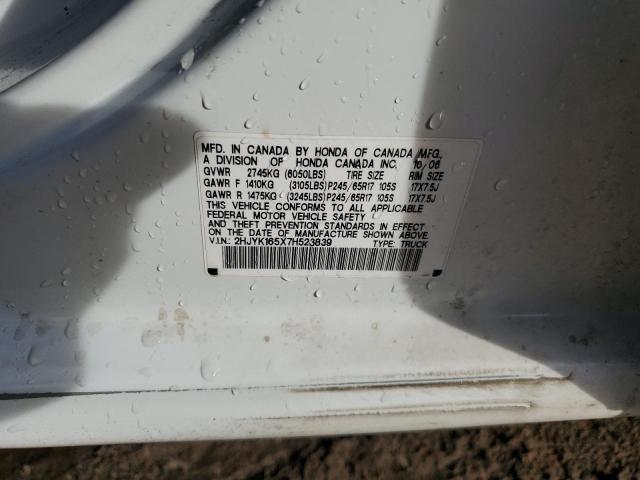 MFD. IN CANADA BY HONDA OF CANADA MFG.,
A DIVISION OF HONDA CANADA INC. 10/06
GVWR 2745KG (6050LBS) TIRE SIZE RIM SIZE
GAWR F 1410KG (3105LBS) P245/65R17 105S 17X7.5J
GAWR R 1475KG (3245LBS) P245/65R17 105S 17X7.5J
THIS VEHICLE CONFORMS TO ALL APPLICABLE
FEDERAL MOTOR VEHICLE SAFETY
AND THEFT PREVENTION STANDARDS IN EFFECT
ON THE DATE OF MANUFACTURE SHOWN ABOVE.
V.I.N.: 2HJYK165X7H523839 TYPE: TRUCK